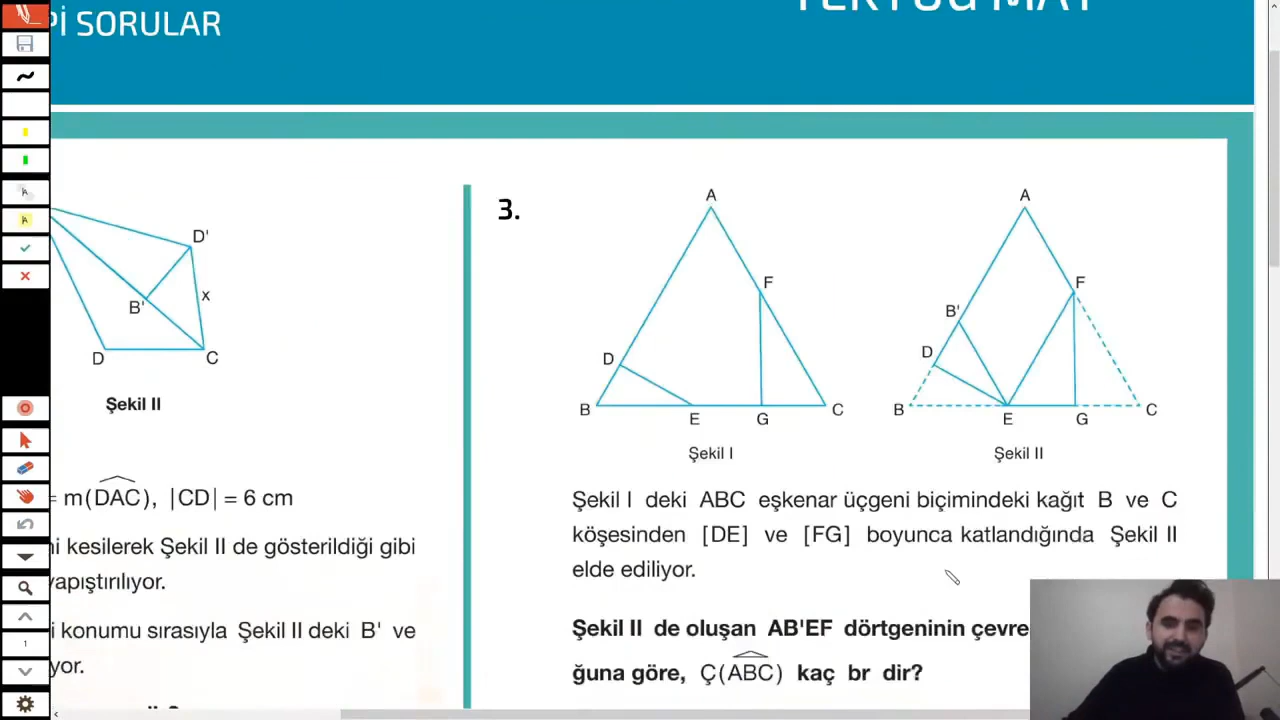 Pİ SORULAR
D'
x
B'
D
C
Şekil II
= m(DAC), |CD| = 6 cm
ni kesilerek Şekil II de gösterildiği gibi
yapıştırılıyor.
i konumu sırasıyla Şekil II deki B' ve
yor.
3.
A
F
D
B
E
G
C
Şekil I
A
F
B'
D
B
E
G
C
Şekil II
Şekil I deki ABC eşkenar üçgeni biçimindeki kağıt B ve C
köşesinden [DE] ve [FG] boyunca katlandığında Şekil II
elde ediliyor.
Şekil II de oluşan AB'EF dörtgeninin çevre
ğuna göre, Ç(ABC) kaç br dir?
1